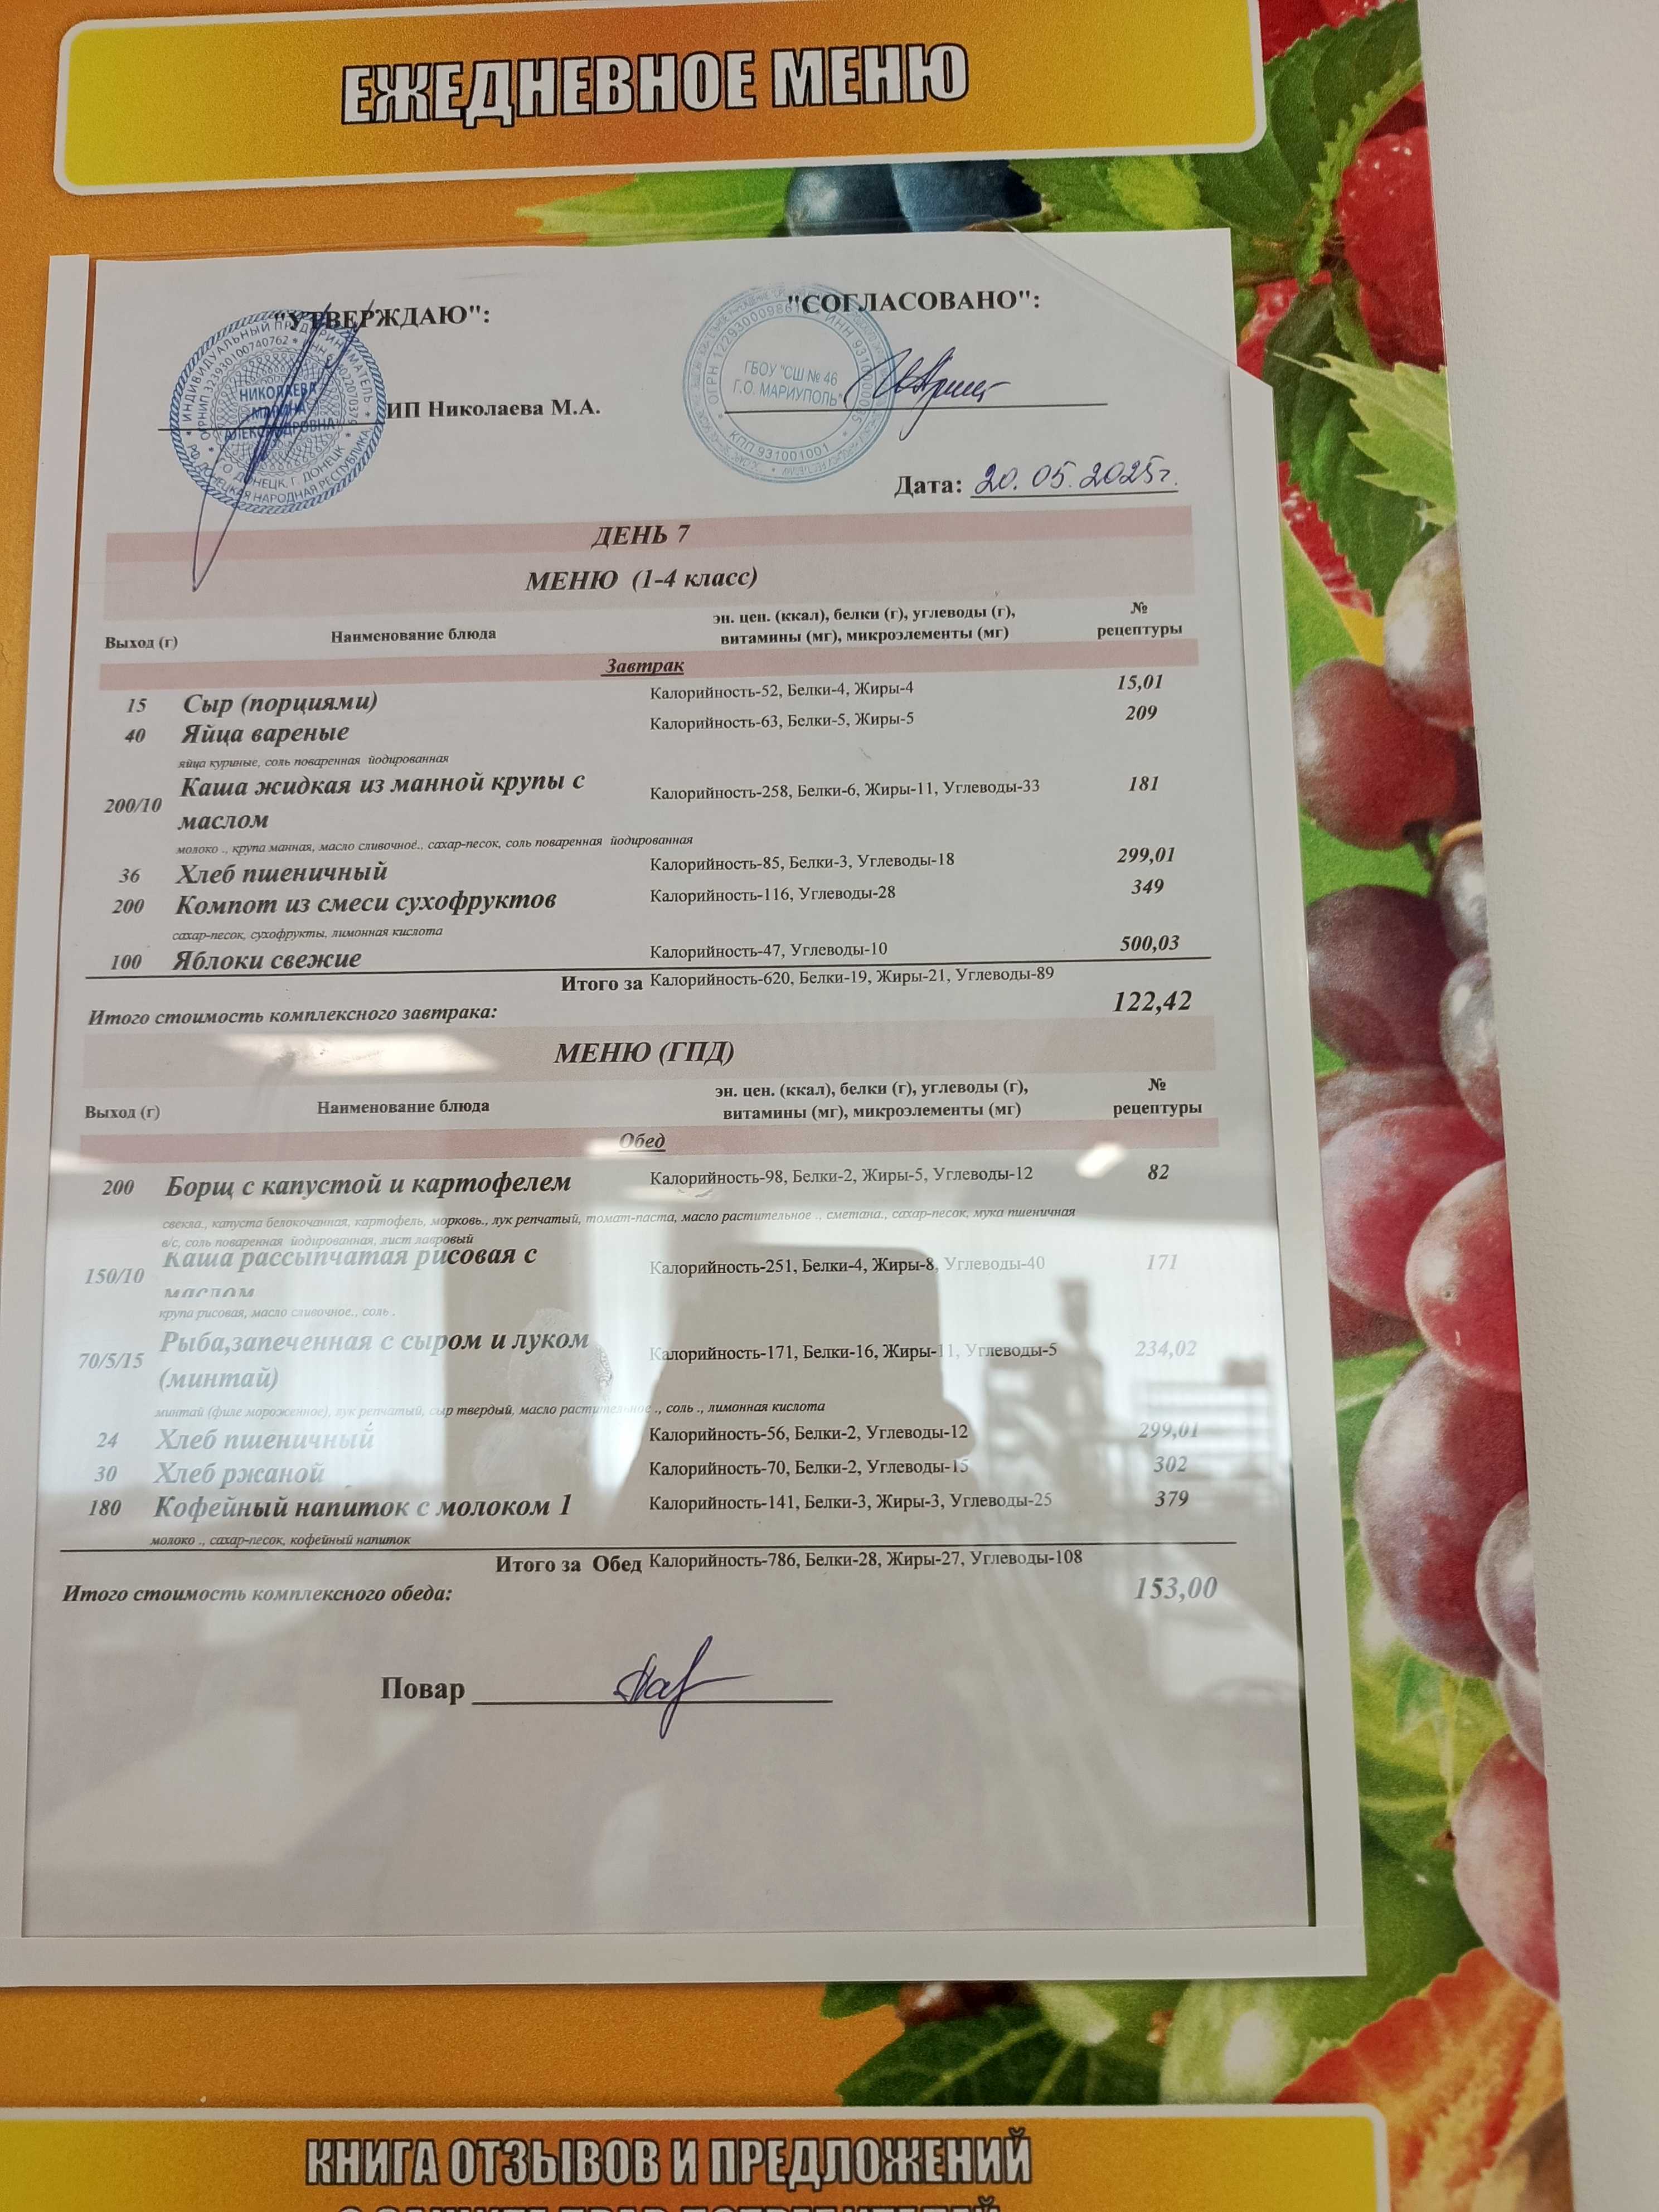 ЕЖЕДНЕВНОЕ МЕНЮ
"УТВЕРЖДАЮ":
"СОГЛАСОВАНО":
ИНДИВИДУАЛЬНЫЙ ПРЕДПРИНИМАТЕЛЬ
НИКОЛАЕВА
МАРИНА
АЛЕКСАНДРОВНА
Г. ДОНЕЦК
ДОНЕЦКАЯ НАРОДНАЯ РЕСПУБЛИКА
ИП Николаева М.А.
ГБОУ "СШ № 46
Г.О. МАРИУПОЛЬ"
КПП 931001001
Дата: 20.05.2025г.
ДЕНЬ 7
МЕНЮ (1-4 класс)
Выход (г) Наименование блюда эн. цен. (ккал), белки (г), углеводы (г), витамины (мг), микроэлементы (мг) № рецептуры
Завтрак
15 Сыр (порциями) Калорийность-52, Белки-4, Жиры-4 15,01
40 Яйца вареные Калорийность-63, Белки-5, Жиры-5 209
яйца куриные, соль поваренная йодированная
200/10 Каша жидкая из манной крупы с маслом Калорийность-258, Белки-6, Жиры-11, Углеводы-33 181
молоко ., крупа манная, масло сливочное., сахар-песок, соль поваренная йодированная
36 Хлеб пшеничный Калорийность-85, Белки-3, Углеводы-18 299,01
200 Компот из смеси сухофруктов Калорийность-116, Углеводы-28 349
сахар-песок, сухофрукты, лимонная кислота
100 Яблоки свежие Калорийность-47, Углеводы-10 500,03
Итого за Калорийность-620, Белки-19, Жиры-21, Углеводы-89
Итого стоимость комплексного завтрака: 122,42
МЕНЮ (ГПД)
Выход (г) Наименование блюда эн. цен. (ккал), белки (г), углеводы (г), витамины (мг), микроэлементы (мг) № рецептуры
Обед
200 Борщ с капустой и картофелем Калорийность-98, Белки-2, Жиры-5, Углеводы-12 82
свекла., капуста белокочанная, картофель, морковь., лук репчатый, томат-паста, масло растительное ., сметана., сахар-песок, мука пшеничная
в/с, соль поваренная йодированная, лист лавровый
150/10 Каша рассыпчатая рисовая с маслом Калорийность-251, Белки-4, Жиры-8, Углеводы-40 171
крупа рисовая, масло сливочное., соль .
70/5/15 Рыба,запеченная с сыром и луком (минтай) Калорийность-171, Белки-16, Жиры-11, Углеводы-5 234,02
минтай (филе мороженное), лук репчатый, сыр твердый, масло растительное ., соль ., лимонная кислота
24 Хлеб пшеничный Калорийность-56, Белки-2, Углеводы-12 299,01
30 Хлеб ржаной Калорийность-70, Белки-2, Углеводы-15 302
180 Кофейный напиток с молоком 1 Калорийность-141, Белки-3, Жиры-3, Углеводы-25 379
молоко ., сахар-песок, кофейный напиток
Итого за Обед Калорийность-786, Белки-28, Жиры-27, Углеводы-108
Итого стоимость комплексного обеда: 153,00
Повар
КНИГА ОТЗЫВОВ И ПРЕДЛОЖЕНИЙ